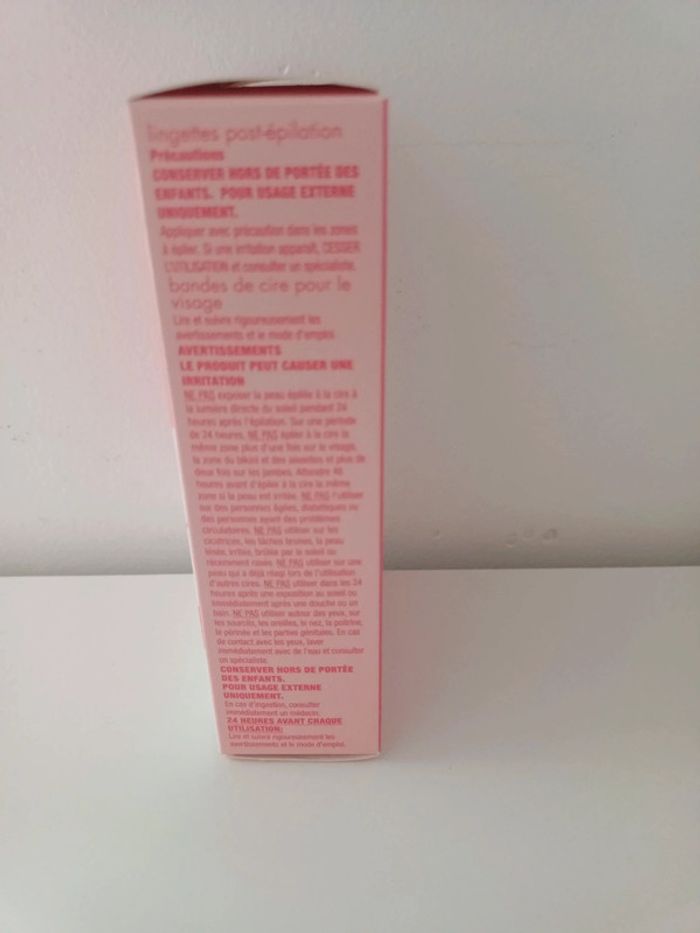 lingettes post-épilation
Précautions
CONSERVER HORS DE PORTÉE DES
ENFANTS. POUR USAGE EXTERNE
UNIQUEMENT.
Appliquer avec précaution dans les zones
à épiler. Si une irritation apparaît, CESSER
L'UTILISATION et consulter un spécialiste.
bandes de cire pour le
visage
Lire et suivre rigoureusement les
avertissements et le mode d'emploi.
AVERTISSEMENTS
LE PRODUIT PEUT CAUSER UNE
IRRITATION
NE PAS exposer la peau épilée à la cire à
la lumière directe du soleil pendant 24
heures après l'épilation. Sur une période
de 24 heures, NE PAS épiler à la cire la
même zone plus d'une fois sur le visage,
la zone du bikini et des aisselles et plus de
deux fois sur les jambes. Attendre 48
heures avant d'épiler à la cire la même
zone si la peau est irritée. NE PAS l'utiliser
sur des personnes âgées, diabétiques ou
des personnes ayant des problèmes
circulatoires. NE PAS utiliser sur les
cicatrices, les tâches brunes, la peau
lésée, irritée, brûlée par le soleil ou
récemment rasée. NE PAS utiliser sur une
peau qui a déjà réagi lors de l'utilisation
d'autres cires. NE PAS utiliser dans les 24
heures après une exposition au soleil ou
immédiatement après une douche ou un
bain. NE PAS utiliser autour des yeux, sur
les sourcils, les oreilles, le nez, la poitrine,
le périnée et les parties génitales. En cas
de contact avec les yeux, laver
immédiatement avec de l'eau et consulter
un spécialiste.
CONSERVER HORS DE PORTÉE
DES ENFANTS.
POUR USAGE EXTERNE
UNIQUEMENT.
En cas d'ingestion, consulter
immédiatement un médecin.
24 HEURES AVANT CHAQUE
UTILISATION:
Lire et suivre rigoureusement les
avertissements et le mode d'emploi.